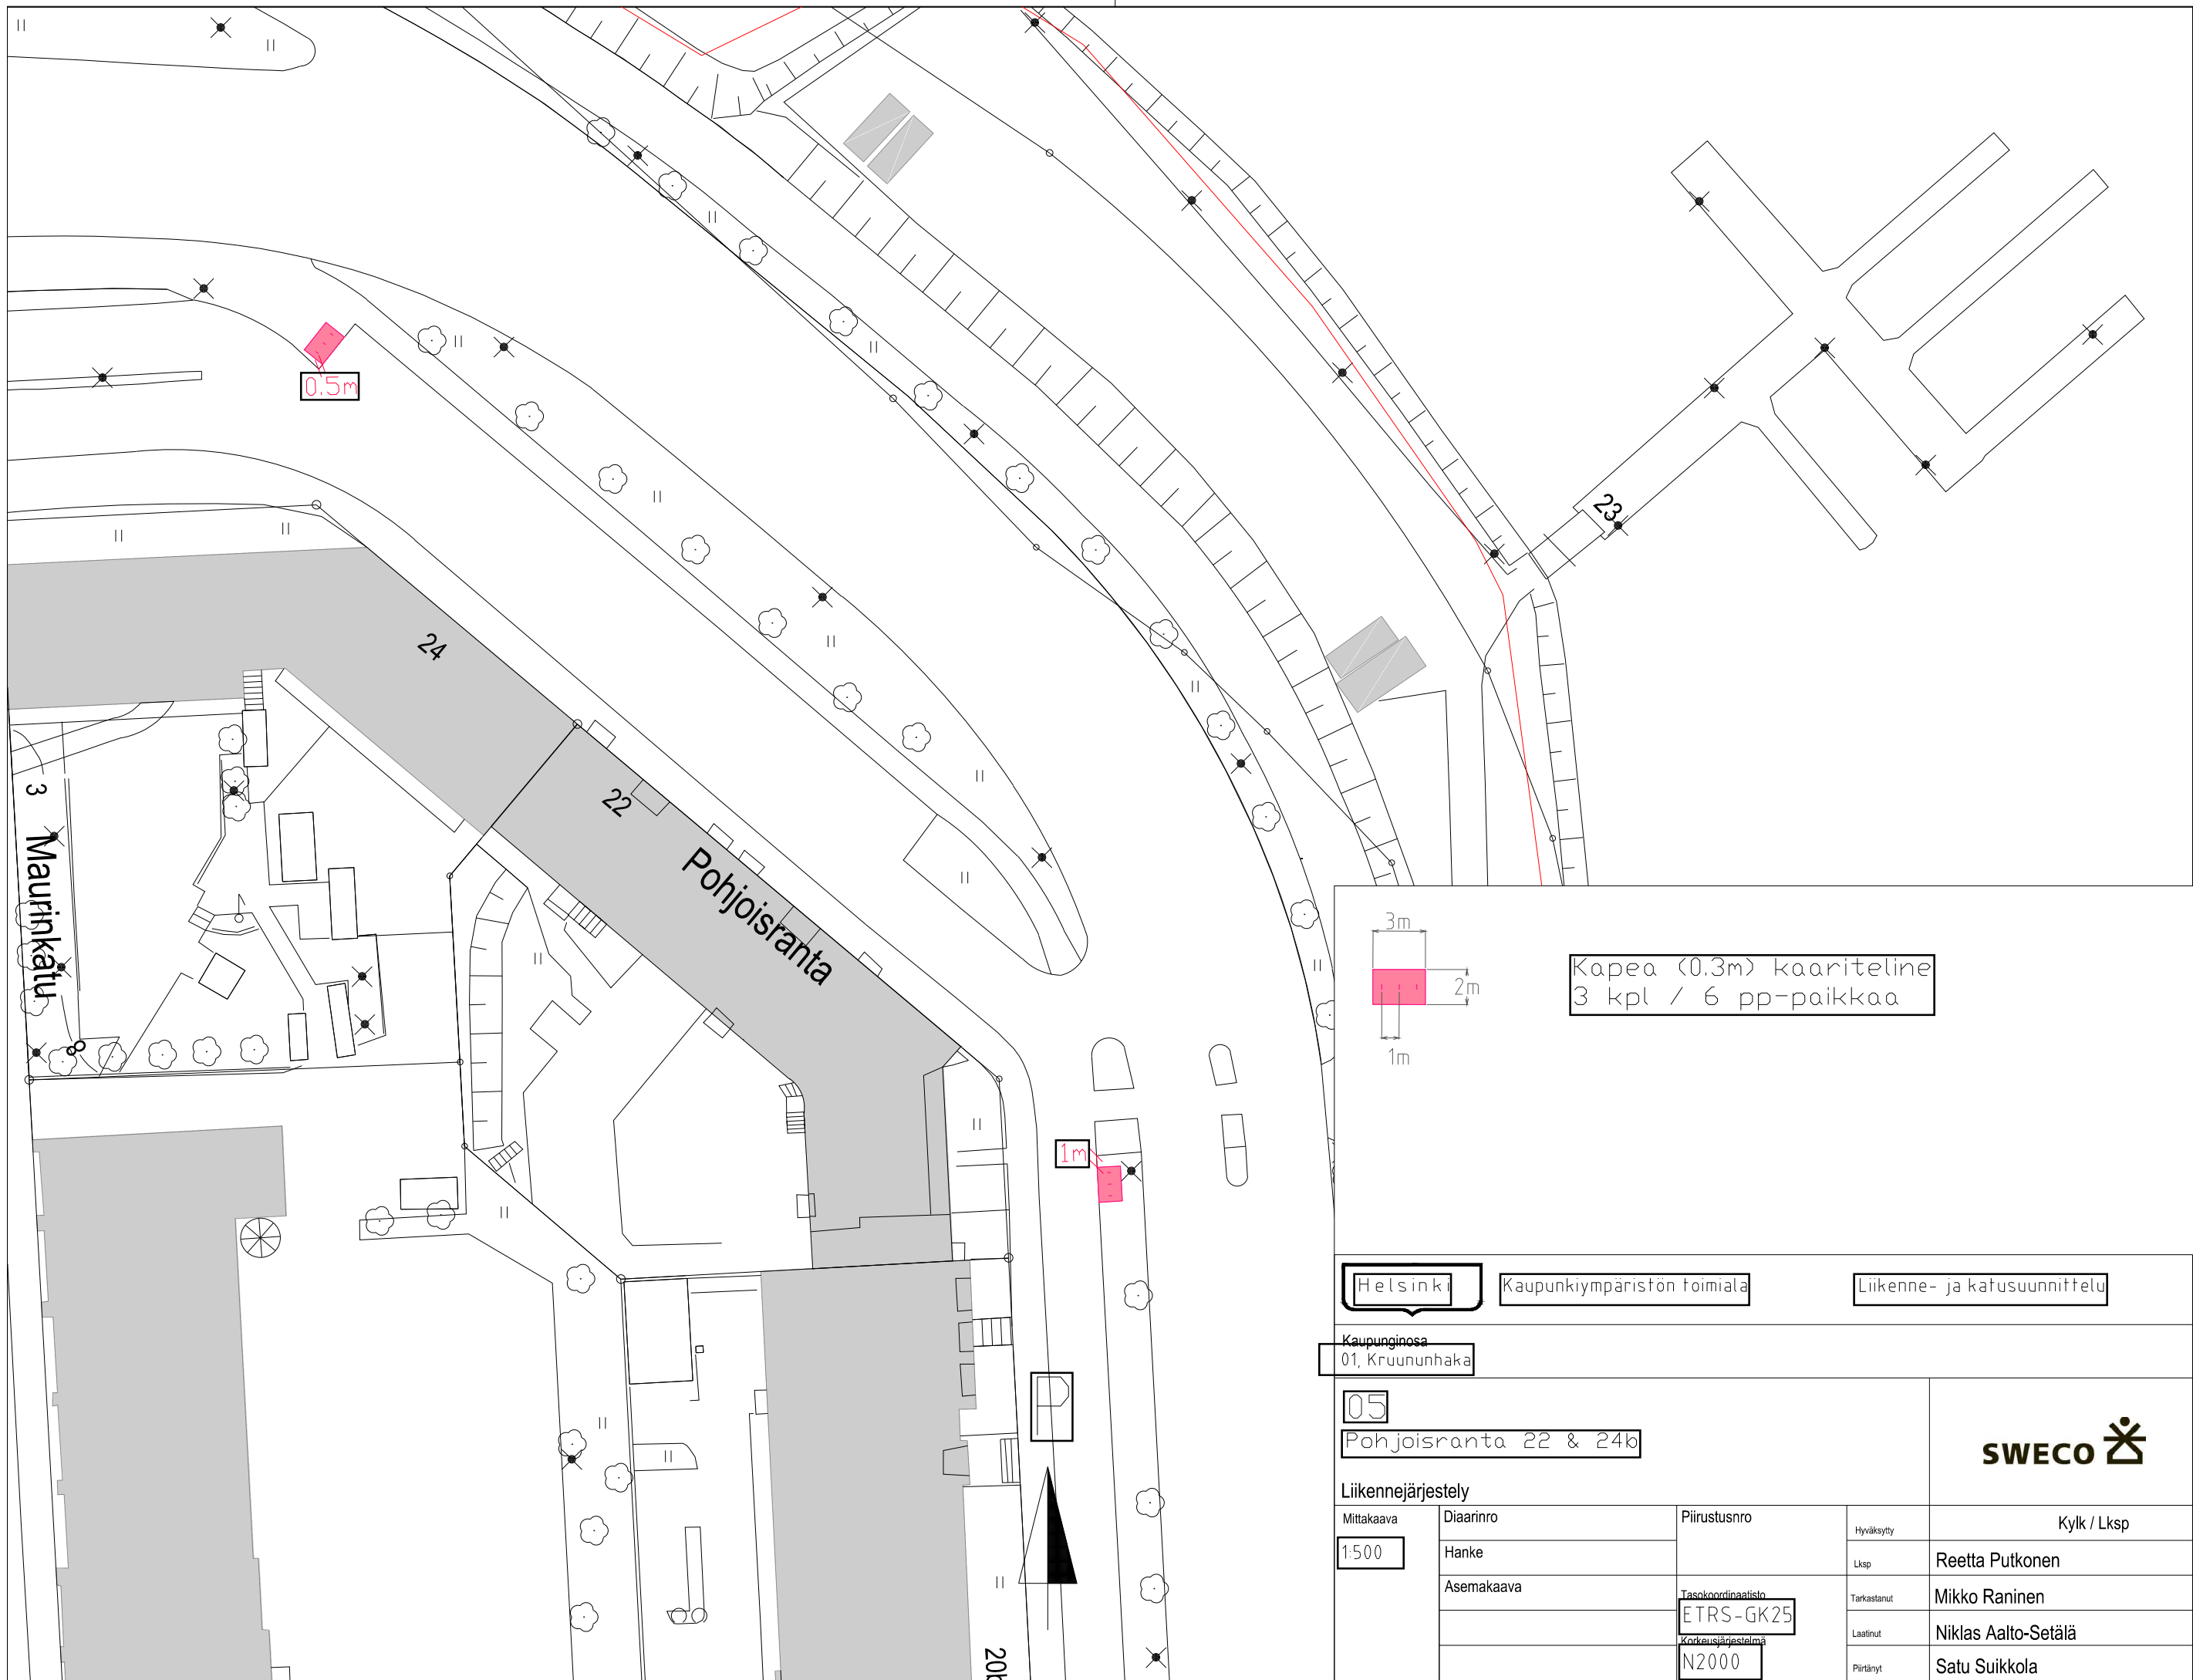 0.5m
23
24
22
Pohjoisranta
3
Maurinkatu
8
1m
P
20b
3m
2m
1m
Kapea (0.3m) kaariteline
3 kpl / 6 pp-paikkaa
Helsinki
Kaupunkiympäristön toimiala
Liikenne- ja katusuunnittelu
Kaupunginosa
01, Kruununhaka
05
Pohjoisranta 22 & 24b
SWECO
Liikennejärjestely
Mittakaava
1:500
Diaarinro
Hanke
Asemakaava
Piirustusnro
Tasokoordinaatisto
ETRS-GK25
Korkeusjärjestelmä
N2000
Hyväksytty
Kylk / Lksp
Lksp
Reetta Putkonen
Tarkastanut
Mikko Raninen
Laatinut
Niklas Aalto-Setälä
Piirtänyt
Satu Suikkola